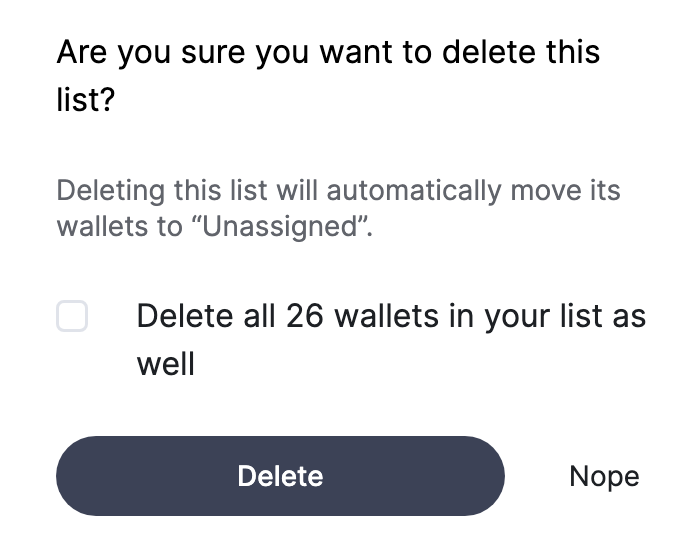 Are you sure you want to delete this
list?
Deleting this list will automatically move its
wallets to “Unassigned”.
Delete all 26 wallets in your list as
well
Delete
Nope